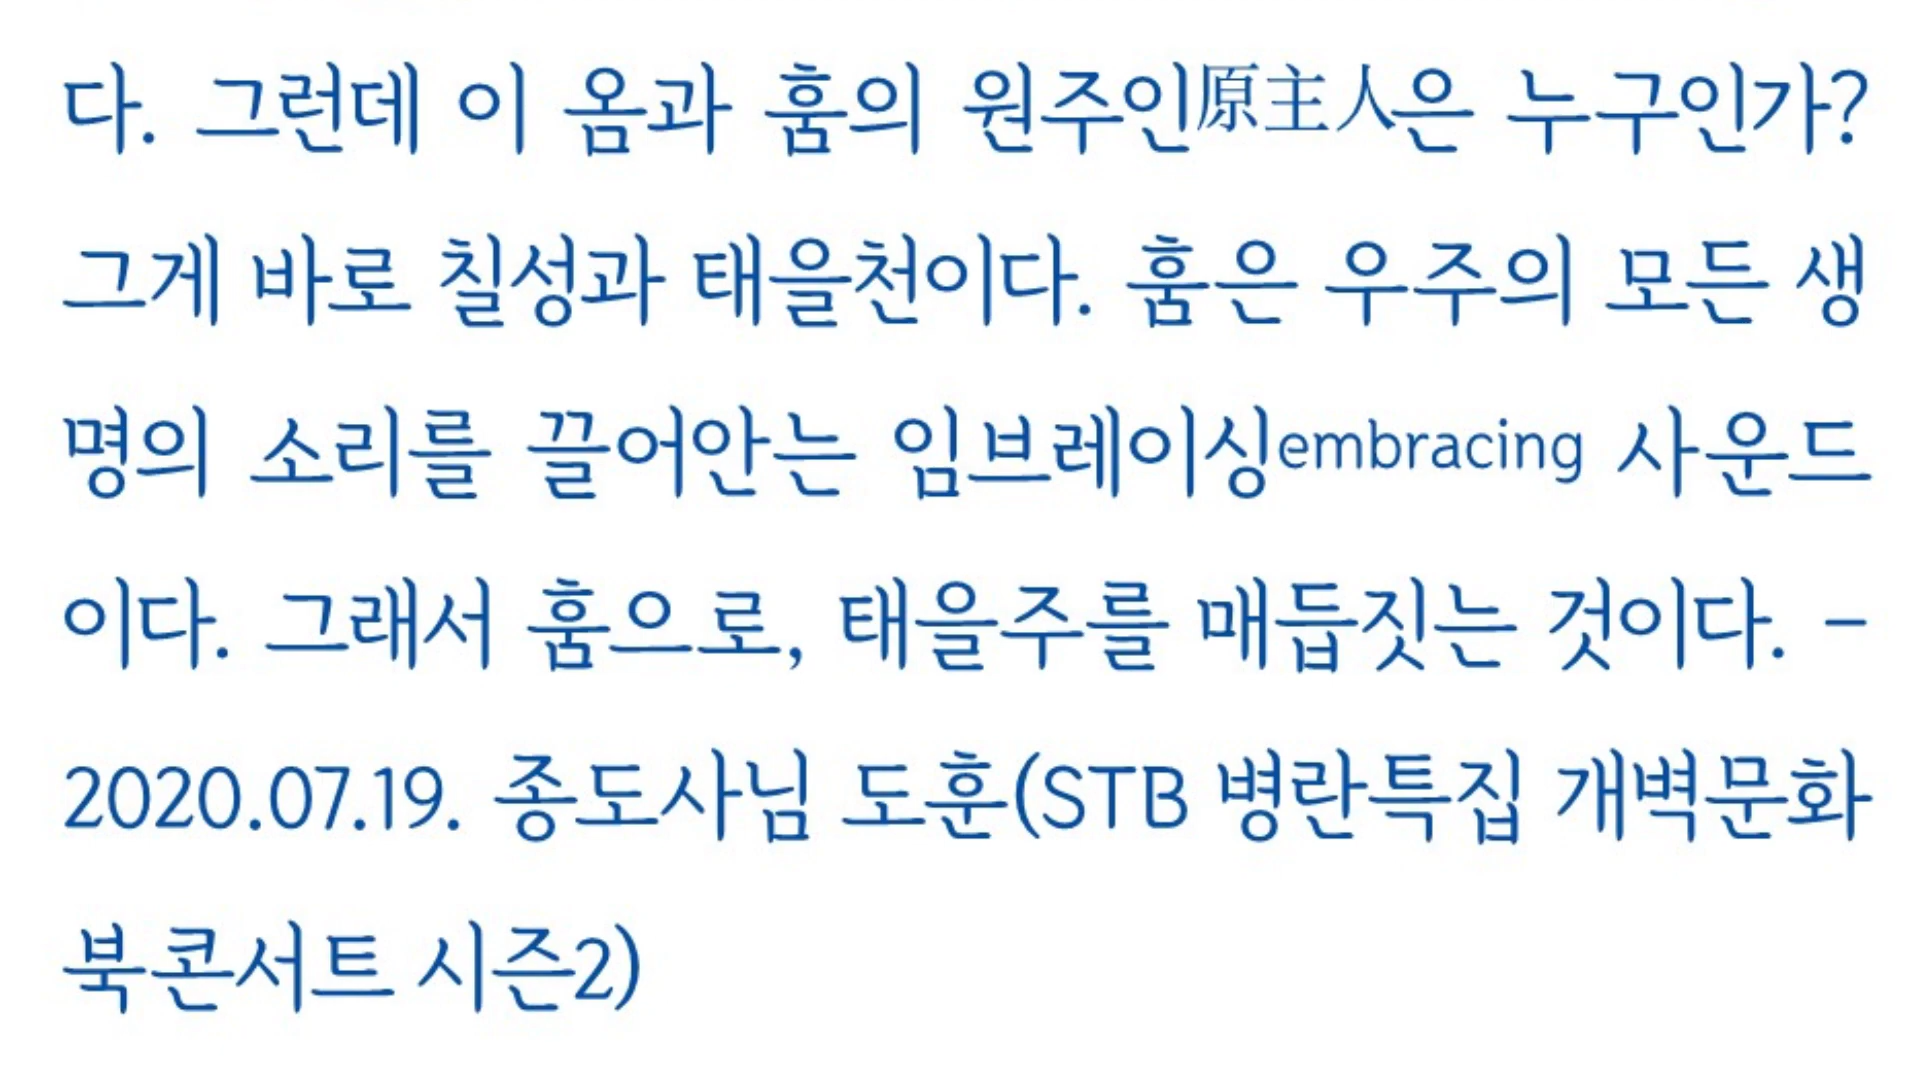 다. 그런데 이 옴과 훔의 원주인原主人은 누구인가?
그게 바로 칠성과 태을천이다. 훔은 우주의 모든 생
명의 소리를 끌어안는 임브레이싱embracing 사운드
이다. 그래서 훔으로, 태을주를 매듭짓는 것이다. -
2020.07.19. 종도사님 도훈(STB 병란특집 개벽문화
북콘서트 시즌2)